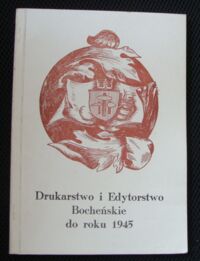 Drukarstwo i Edytorstwo
Bocheńskie
do roku 1945